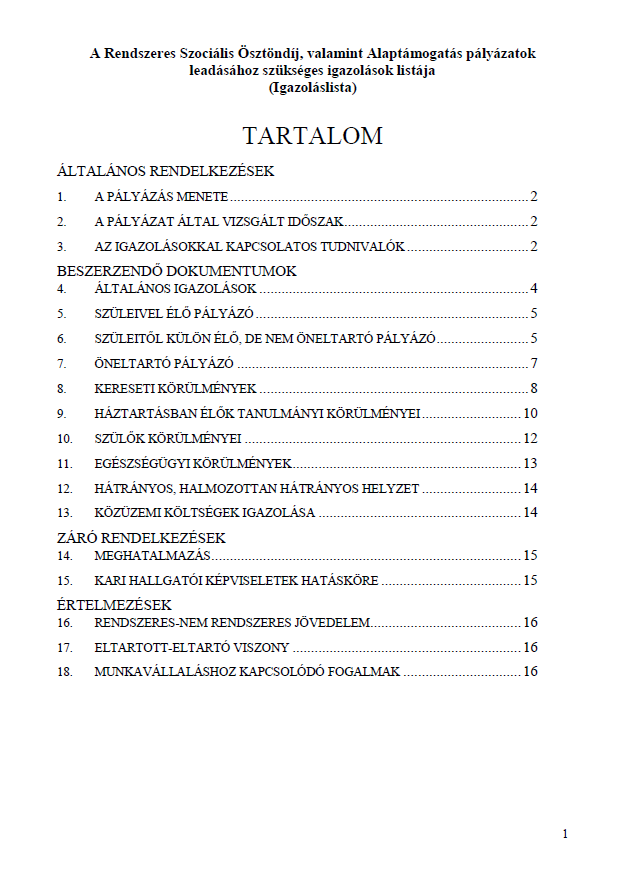 A Rendszeres Szociális Ösztöndíj, valamint Alaptámogatás pályázatok
leadásához szükséges igazolások listája
(Igazoláslista)
TARTALOM
ÁLTALÁNOS RENDELKEZÉSEK
1. A PÁLYÁZÁS MENETE 2
2. A PÁLYÁZAT ÁLTAL VIZSGÁLT IDŐSZAK 2
3. AZ IGAZOLÁSOKKAL KAPCSOLATOS TUDNIVALÓK 2
BESZERZENDŐ DOKUMENTUMOK
4. ÁLTALÁNOS IGAZOLÁSOK 4
5. SZÜLEIVEL ÉLŐ PÁLYÁZÓ 5
6. SZÜLEITŐL KÜLÖN ÉLŐ, DE NEM ÖNELTARTÓ PÁLYÁZÓ 5
7. ÖNELTARTÓ PÁLYÁZÓ 7
8. KERESETI KÖRÜLMÉNYEK 8
9. HÁZTARTÁSBAN ÉLŐK TANULMÁNYI KÖRÜLMÉNYEI 10
10. SZÜLŐK KÖRÜLMÉNYEI 12
11. EGÉSZSÉGÜGYI KÖRÜLMÉNYEK 13
12. HÁTRÁNYOS, HALMOZOTTAN HÁTRÁNYOS HELYZET 14
13. KÖZÜZEMI KÖLTSÉGEK IGAZOLÁSA 14
ZÁRÓ RENDELKEZÉSEK
14. MEGHATALMAZÁS 15
15. KARI HALLGATÓI KÉPVISELETEK HATÁSKÖRE 15
ÉRTELMEZÉSEK
16. RENDSZERES-NEM RENDSZERES JÖVEDELEM 16
17. ELTARTOTT-ELTARTÓ VISZONY 16
18. MUNKAVÁLLALÁSHOZ KAPCSOLÓDÓ FOGALMAK 16
1